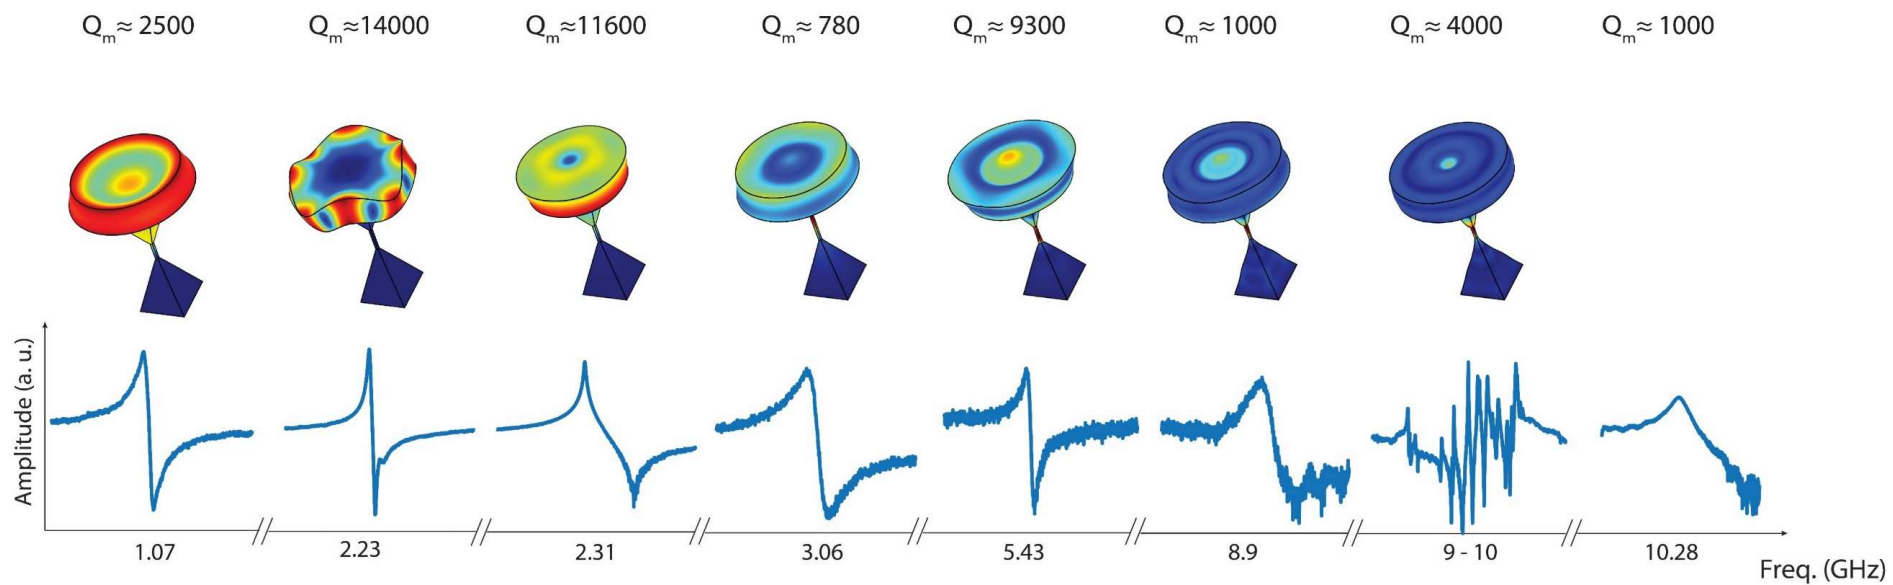 Qm≈ 2500
Qm≈14000
Qm≈11600
Qm≈ 780
Qm≈ 9300
Qm≈ 1000
Qm≈ 4000
Qm≈ 1000
Amplitude (a. u.)
1.07
2.23
2.31
3.06
5.43
8.9
9 - 10
10.28
Freq. (GHz)